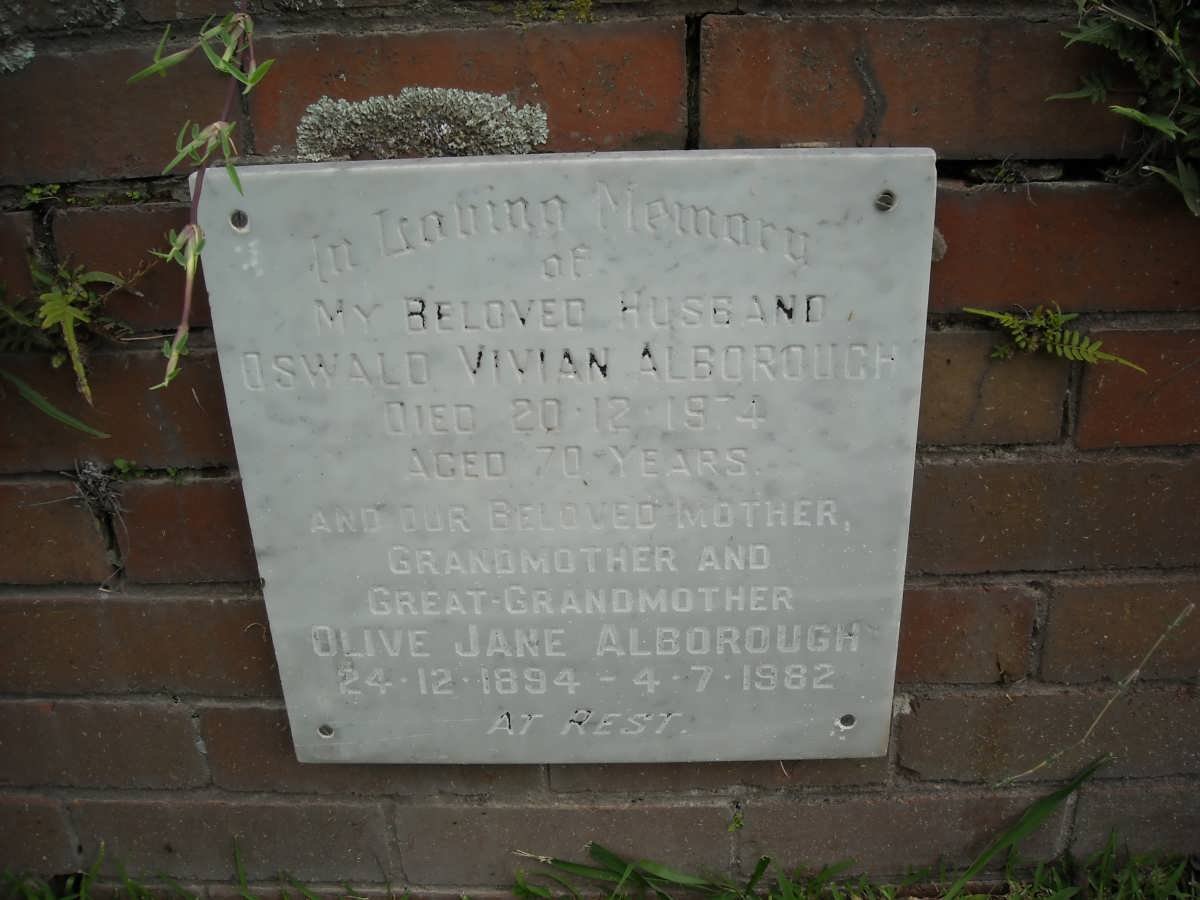 In Loving Memory
of
MY BELOVED HUSBAND
OSWALD VIVIAN ALBOROUGH
DIED 20·12·1974
AGED 70 YEARS.
AND OUR BELOVED MOTHER,
GRANDMOTHER AND
GREAT-GRANDMOTHER
OLIVE JANE ALBOROUGH
24·12·1894 - 4·7·1982
AT REST.